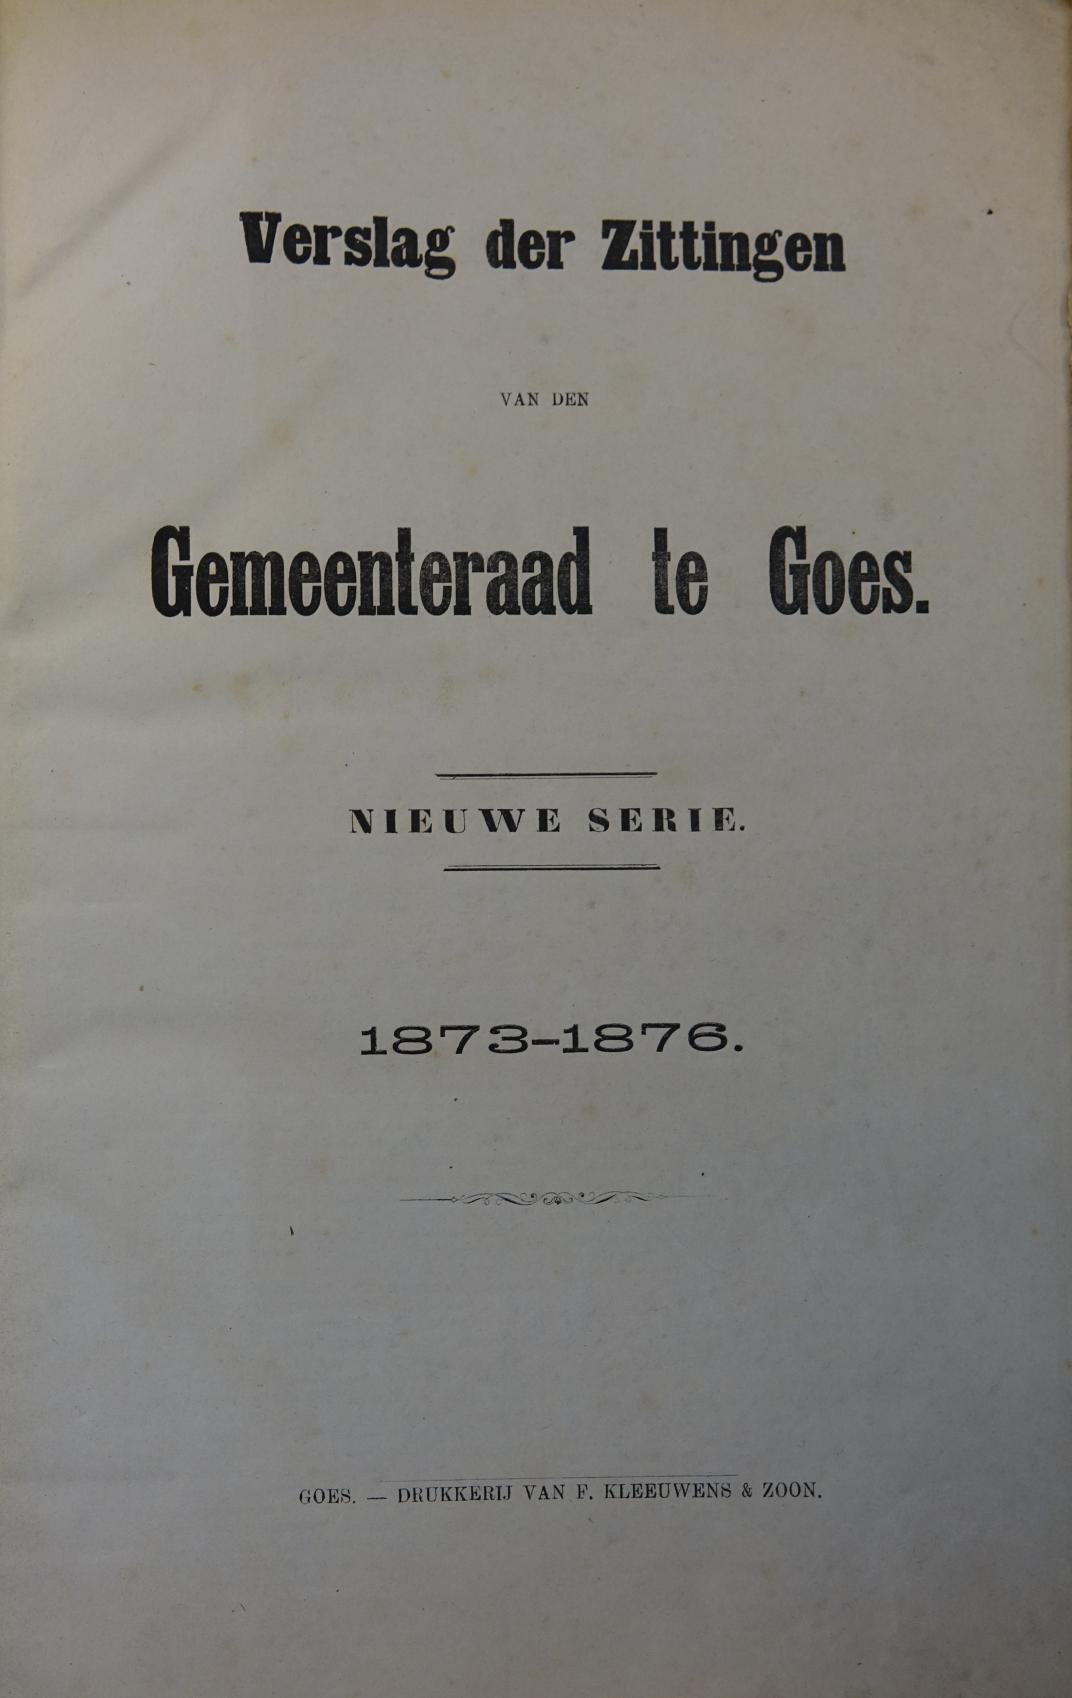 Verslag der Zittingen
VAN DEN
Gemeenteraad te Goes.
NIEUWE SERIE.
1873–1876.
GOES. — DRUKKERIJ VAN F. KLEEUWENS & ZOON.